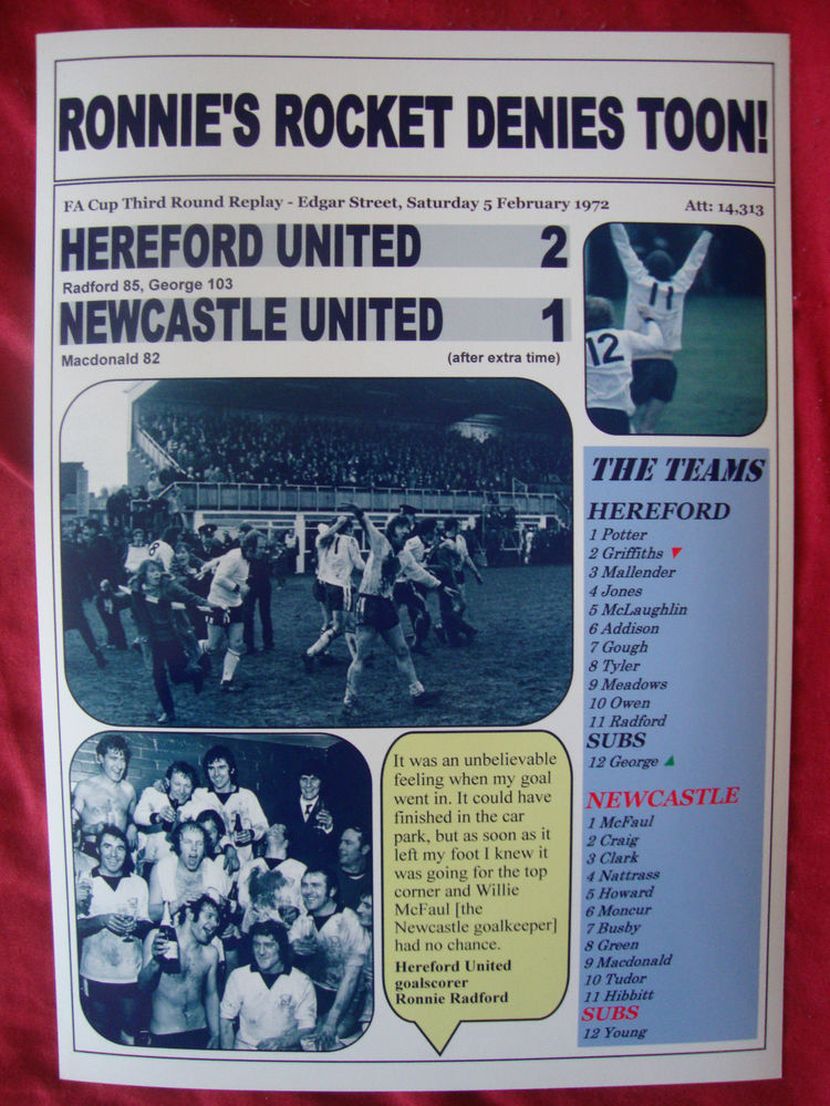 RONNIE'S ROCKET DENIES TOON!
FA Cup Third Round Replay - Edgar Street, Saturday 5 February 1972 Att: 14,313
HEREFORD UNITED 2
Radford 85, George 103
NEWCASTLE UNITED 1
Macdonald 82 (after extra time)
11
12
8
It was an unbelievable
feeling when my goal
went in. It could have
finished in the car
park, but as soon as it
left my foot I knew it
was going for the top
corner and Willie
McFaul [the
Newcastle goalkeeper]
had no chance.
Hereford United
goalscorer
Ronnie Radford
THE TEAMS
HEREFORD
1 Potter
2 Griffiths
3 Mallender
4 Jones
5 McLaughlin
6 Addison
7 Gough
8 Tyler
9 Meadows
10 Owen
11 Radford
SUBS
12 George
NEWCASTLE
1 McFaul
2 Craig
3 Clark
4 Nattrass
5 Howard
6 Moncur
7 Busby
8 Green
9 Macdonald
10 Tudor
11 Hibbitt
SUBS
12 Young